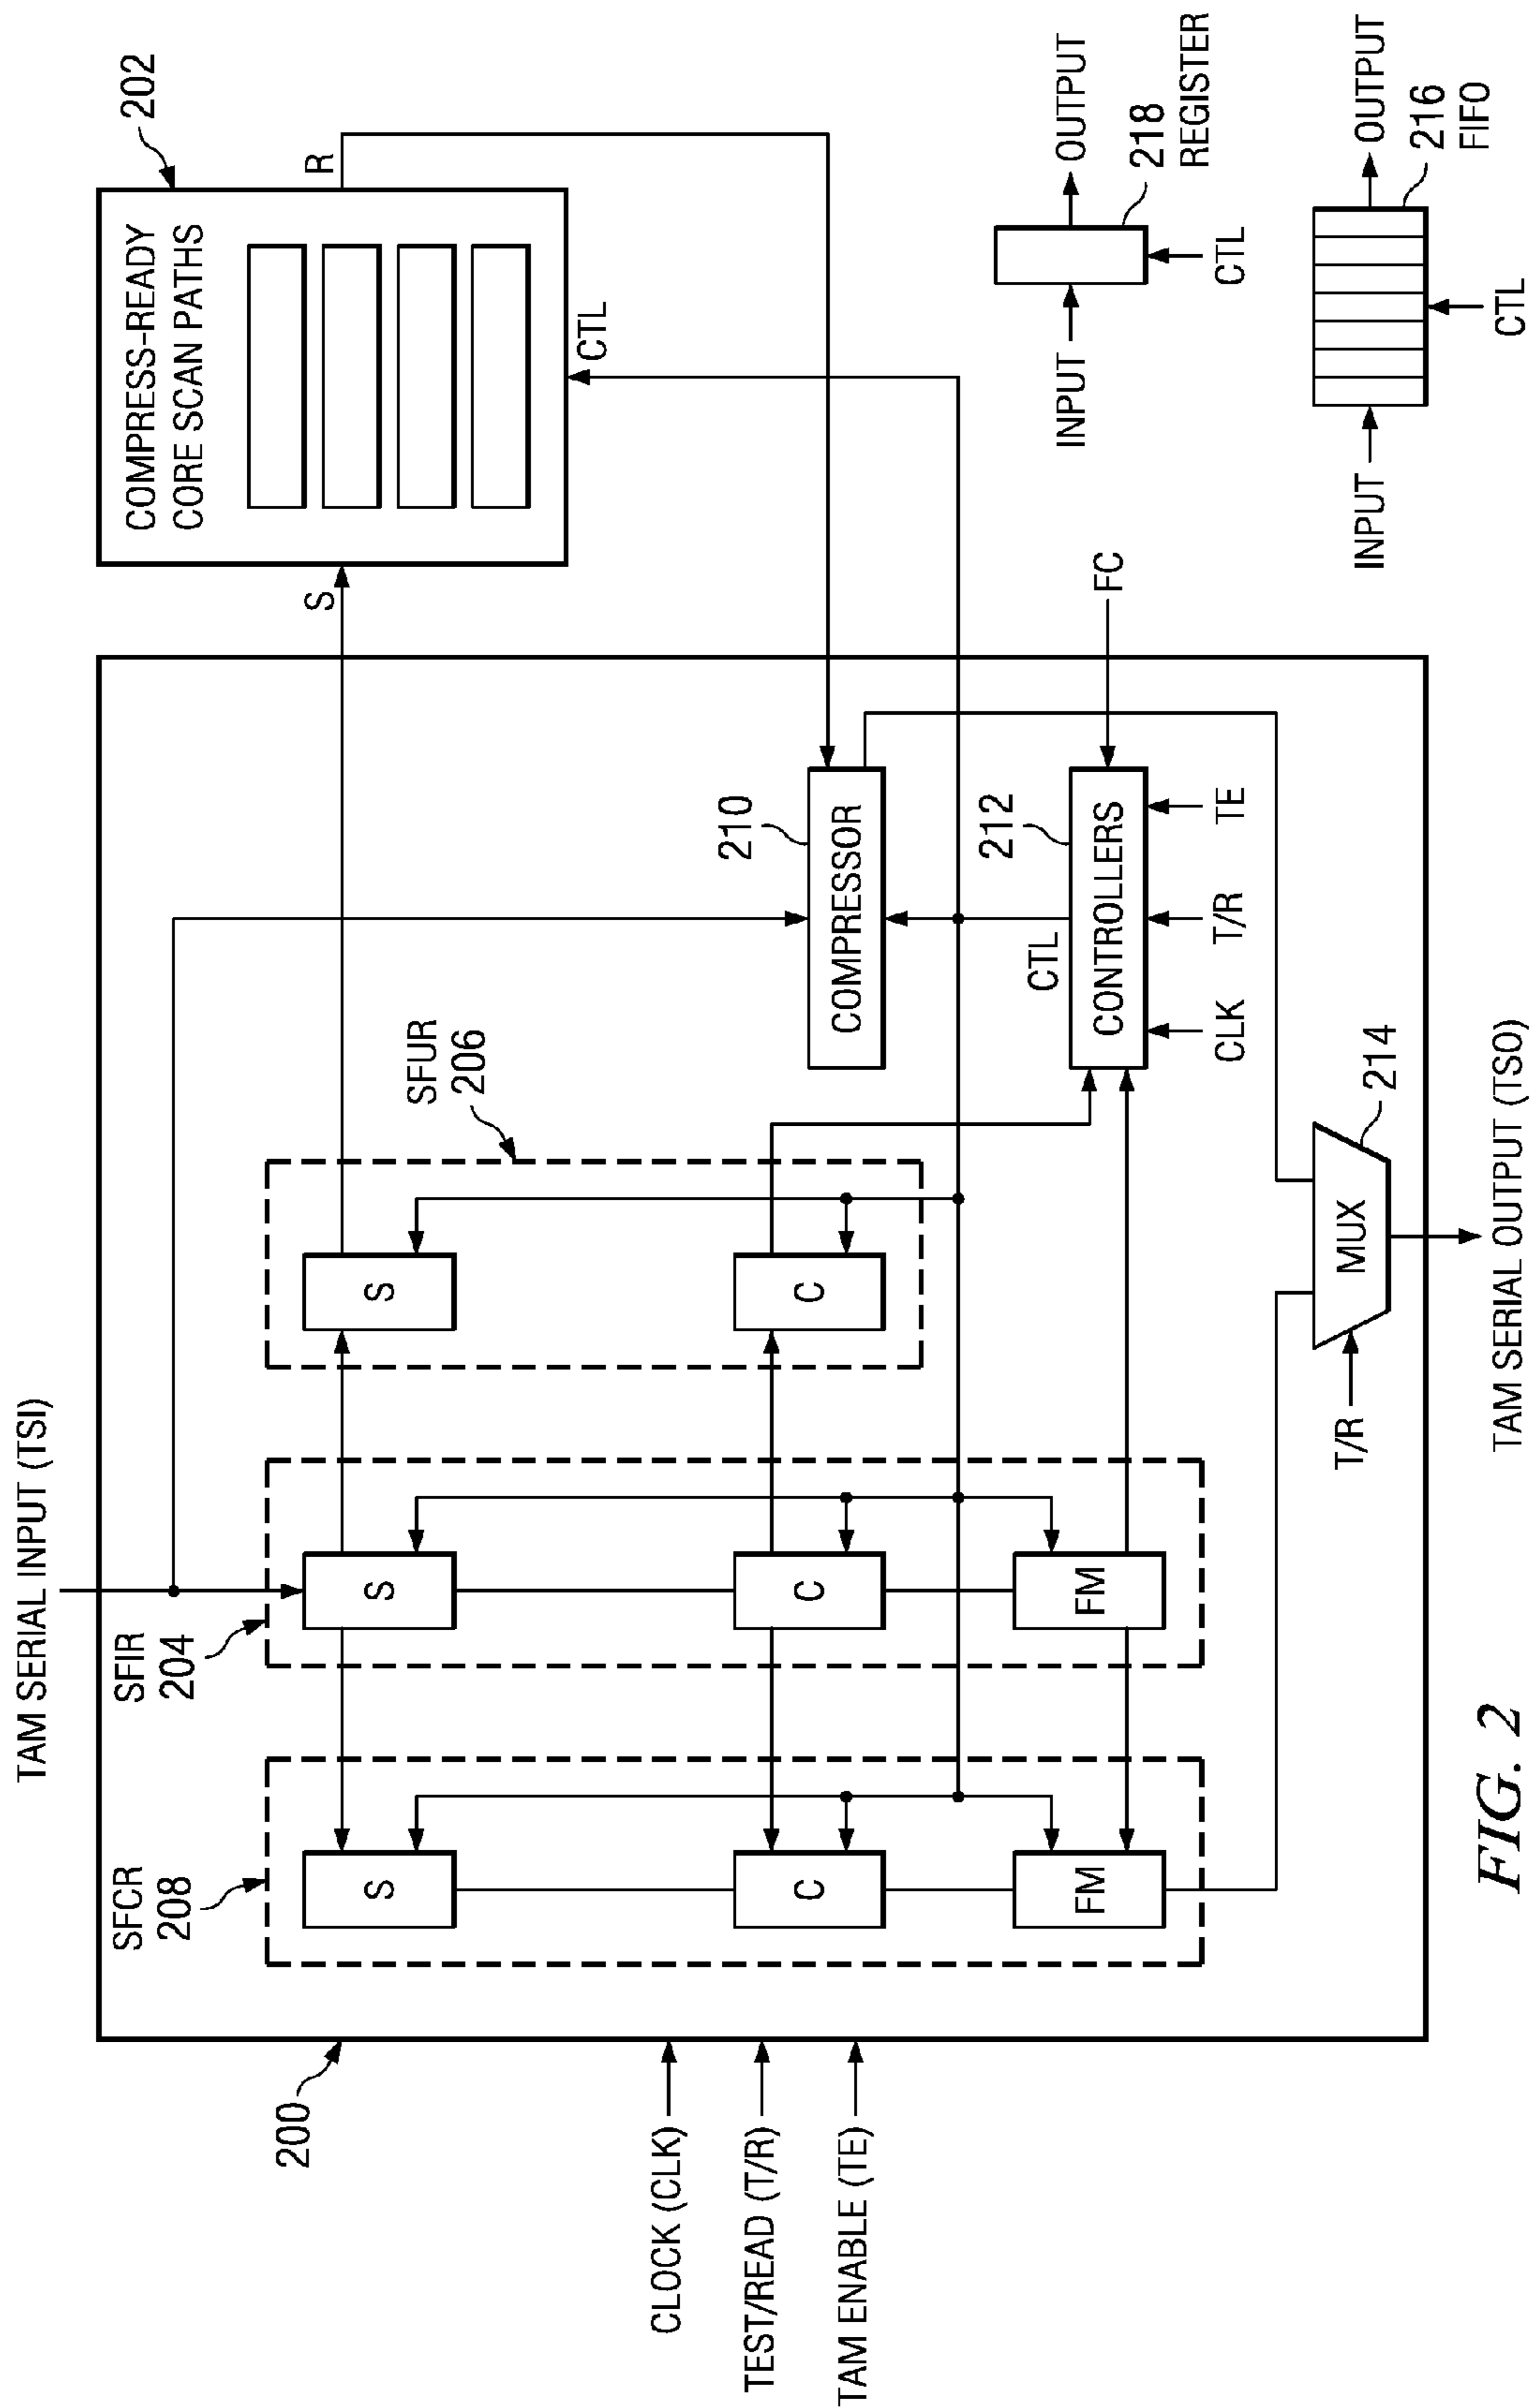 TAM SERIAL INPUT (TSI)
COMPRESS-READY
CORE SCAN PATHS
202
S
R
CTL
SFCR
208
SFIR
204
SFUR
206
S
S
S
C
C
C
FM
FM
210
COMPRESSOR
212
CTL
CONTROLLERS
FC
CLK
T/R
TE
200
CLOCK (CLK)
TEST/READ (T/R)
TAM ENABLE (TE)
T/R
MUX
214
TAM SERIAL OUTPUT (TSO)
INPUT
OUTPUT
218
REGISTER
CTL
INPUT
OUTPUT
216
FIFO
CTL
FIG. 2